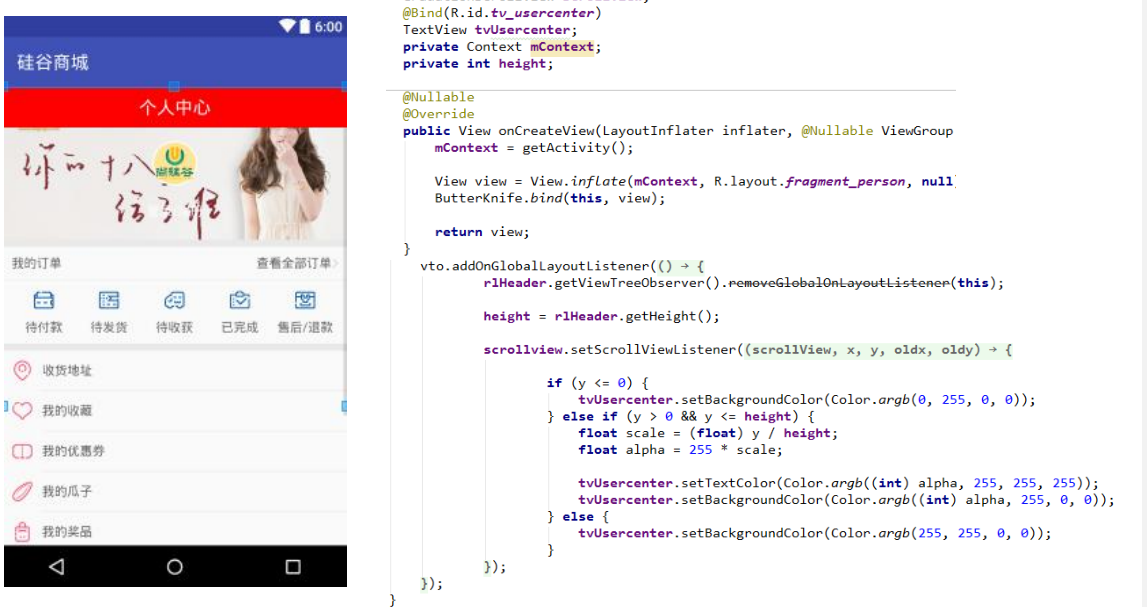 6:00
硅谷商城
个人中心
你的十八
尚硅谷
给了谁
我的订单
查看全部订单
待付款
待发货
待收获
已完成
售后/退款
收货地址
我的收藏
我的优惠券
我的瓜子
我的奖品
@Bind(R.id.tv_usercenter)
TextView tvUsercenter;
private Context mContext;
private int height;
@Nullable
@Override
public View onCreateView(LayoutInflater inflater, @Nullable ViewGroup
mContext = getActivity();
View view = View.inflate(mContext, R.layout.fragment_person, null
ButterKnife.bind(this, view);
return view;
}
vto.addOnGlobalLayoutListener(() → {
rlHeader.getViewTreeObserver().removeGlobalOnLayoutListener(this);
height = rlHeader.getHeight();
scrollview.setScrollViewListener((scrollView, x, y, oldx, oldy) → {
if (y <= 0) {
tvUsercenter.setBackgroundColor(Color.argb(0, 255, 0, 0));
} else if (y > 0 && y <= height) {
float scale = (float) y / height;
float alpha = 255 * scale;
tvUsercenter.setTextColor(Color.argb((int) alpha, 255, 255, 255));
tvUsercenter.setBackgroundColor(Color.argb((int) alpha, 255, 0, 0));
} else {
tvUsercenter.setBackgroundColor(Color.argb(255, 255, 0, 0));
}
});
});
}